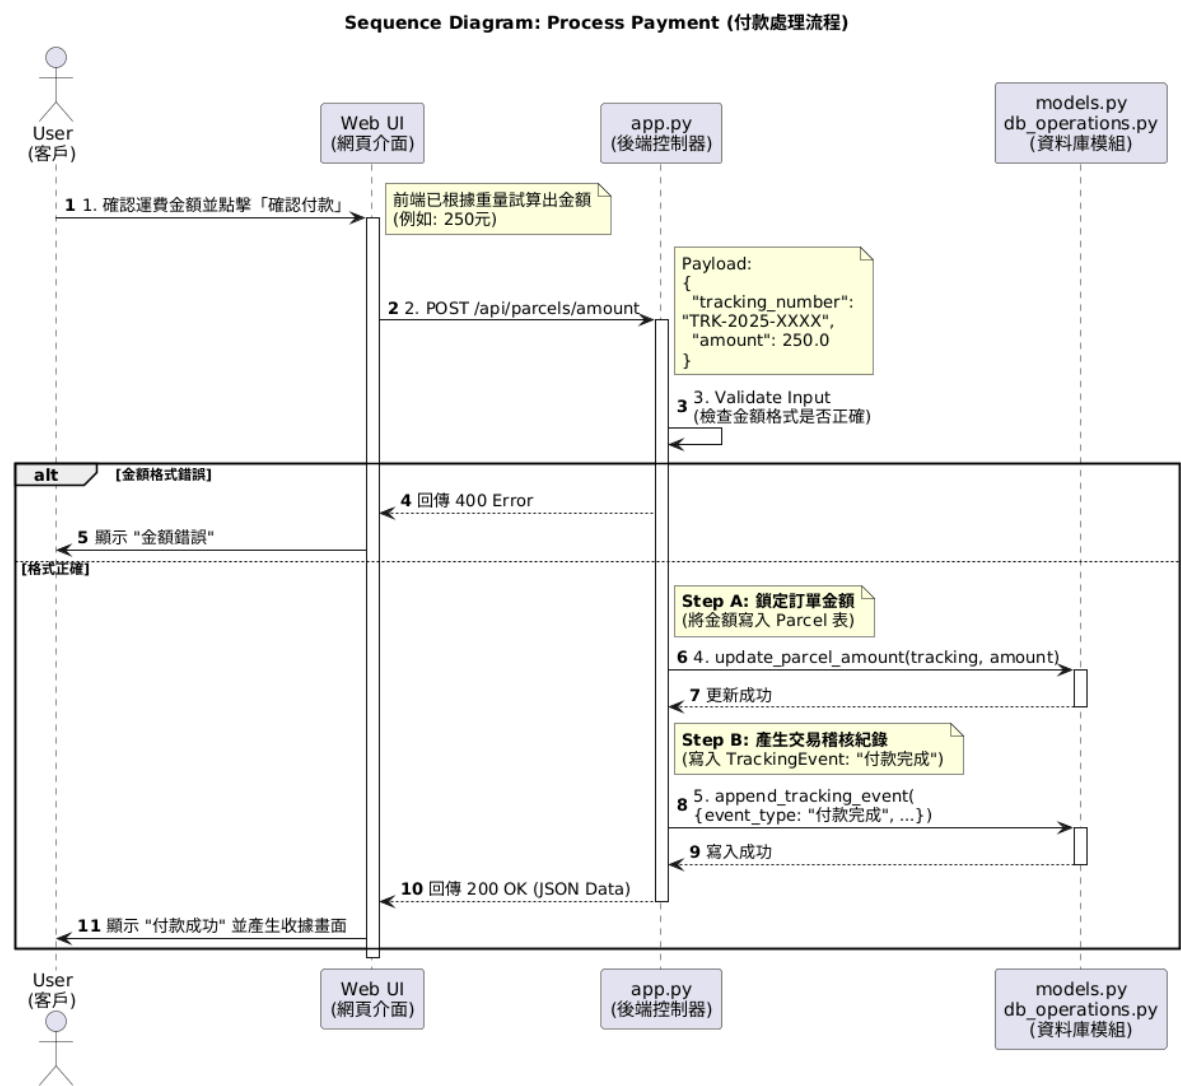 Sequence Diagram: Process Payment (付款處理流程)
User
(客戶)
Web UI
(網頁介面)
app.py
(後端控制器)
models.py
db_operations.py
(資料庫模組)
1 1. 確認運費金額並點擊「確認付款」
前端已根據重量試算出金額
(例如: 250元)
Payload:
{
"tracking_number":
"TRK-2025-XXXX",
"amount": 250.0
}
2 2. POST /api/parcels/amount
3 3. Validate Input
(檢查金額格式是否正確)
alt [金額格式錯誤]
4 回傳 400 Error
5 顯示 "金額錯誤"
[格式正確]
Step A: 鎖定訂單金額
(將金額寫入 Parcel 表)
6 4. update_parcel_amount(tracking, amount)
7 更新成功
Step B: 產生交易稽核紀錄
(寫入 TrackingEvent: "付款完成")
8 5. append_tracking_event(
{event_type: "付款完成", ...})
9 寫入成功
10 回傳 200 OK (JSON Data)
11 顯示 "付款成功" 並產生收據畫面
User
(客戶)
Web UI
(網頁介面)
app.py
(後端控制器)
models.py
db_operations.py
(資料庫模組)